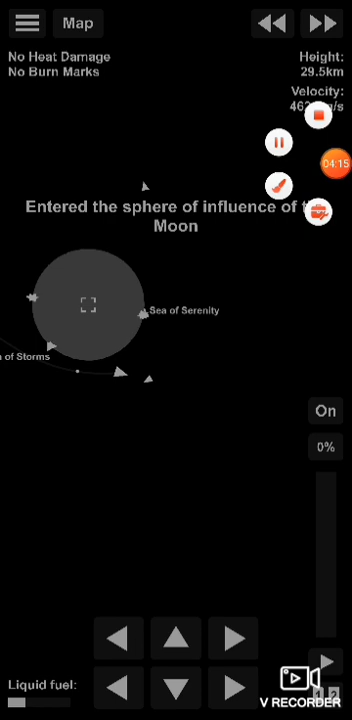 Map
No Heat Damage
No Burn Marks
Height:
29.5km
Velocity:
04:15
Entered the sphere of influence of
Moon
Sea of Serenity
of Storms
On
0%
Liquid fuel:
V RECORDER